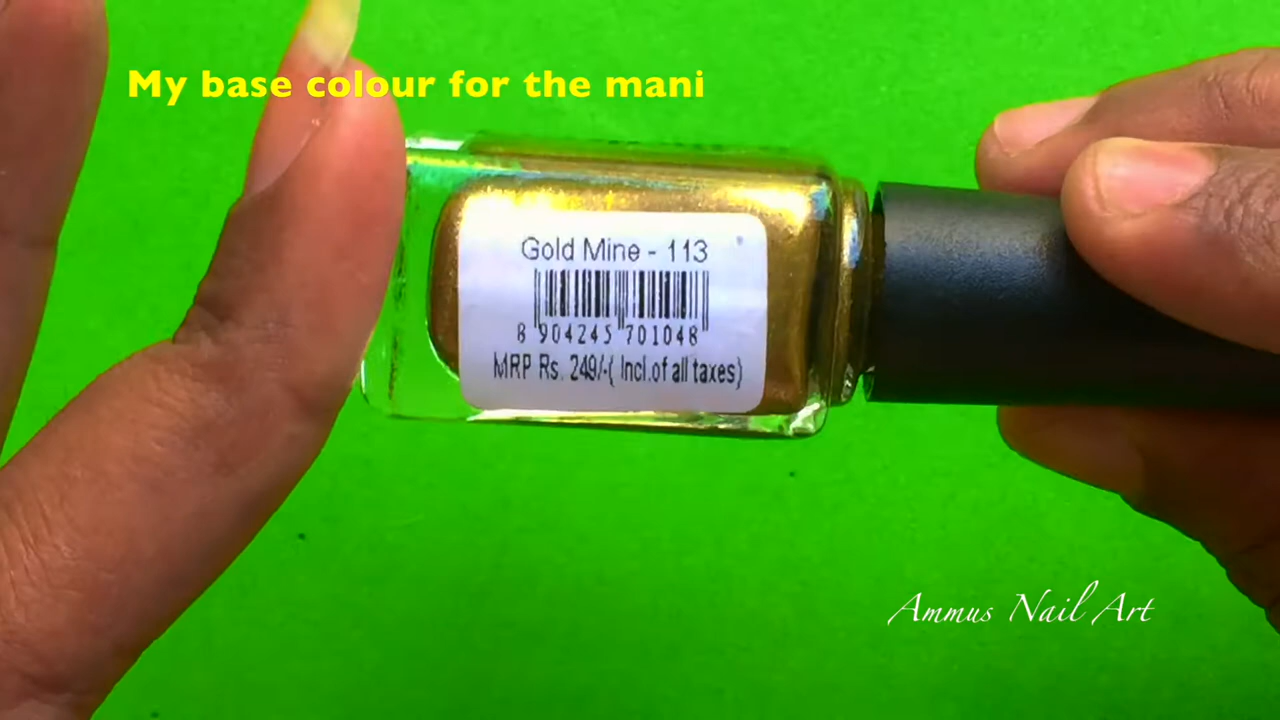 My base colour for the mani
Gold Mine - 113
8 904245 701048
MRP Rs. 249/-( Incl.of all taxes)
Ammus Nail Art